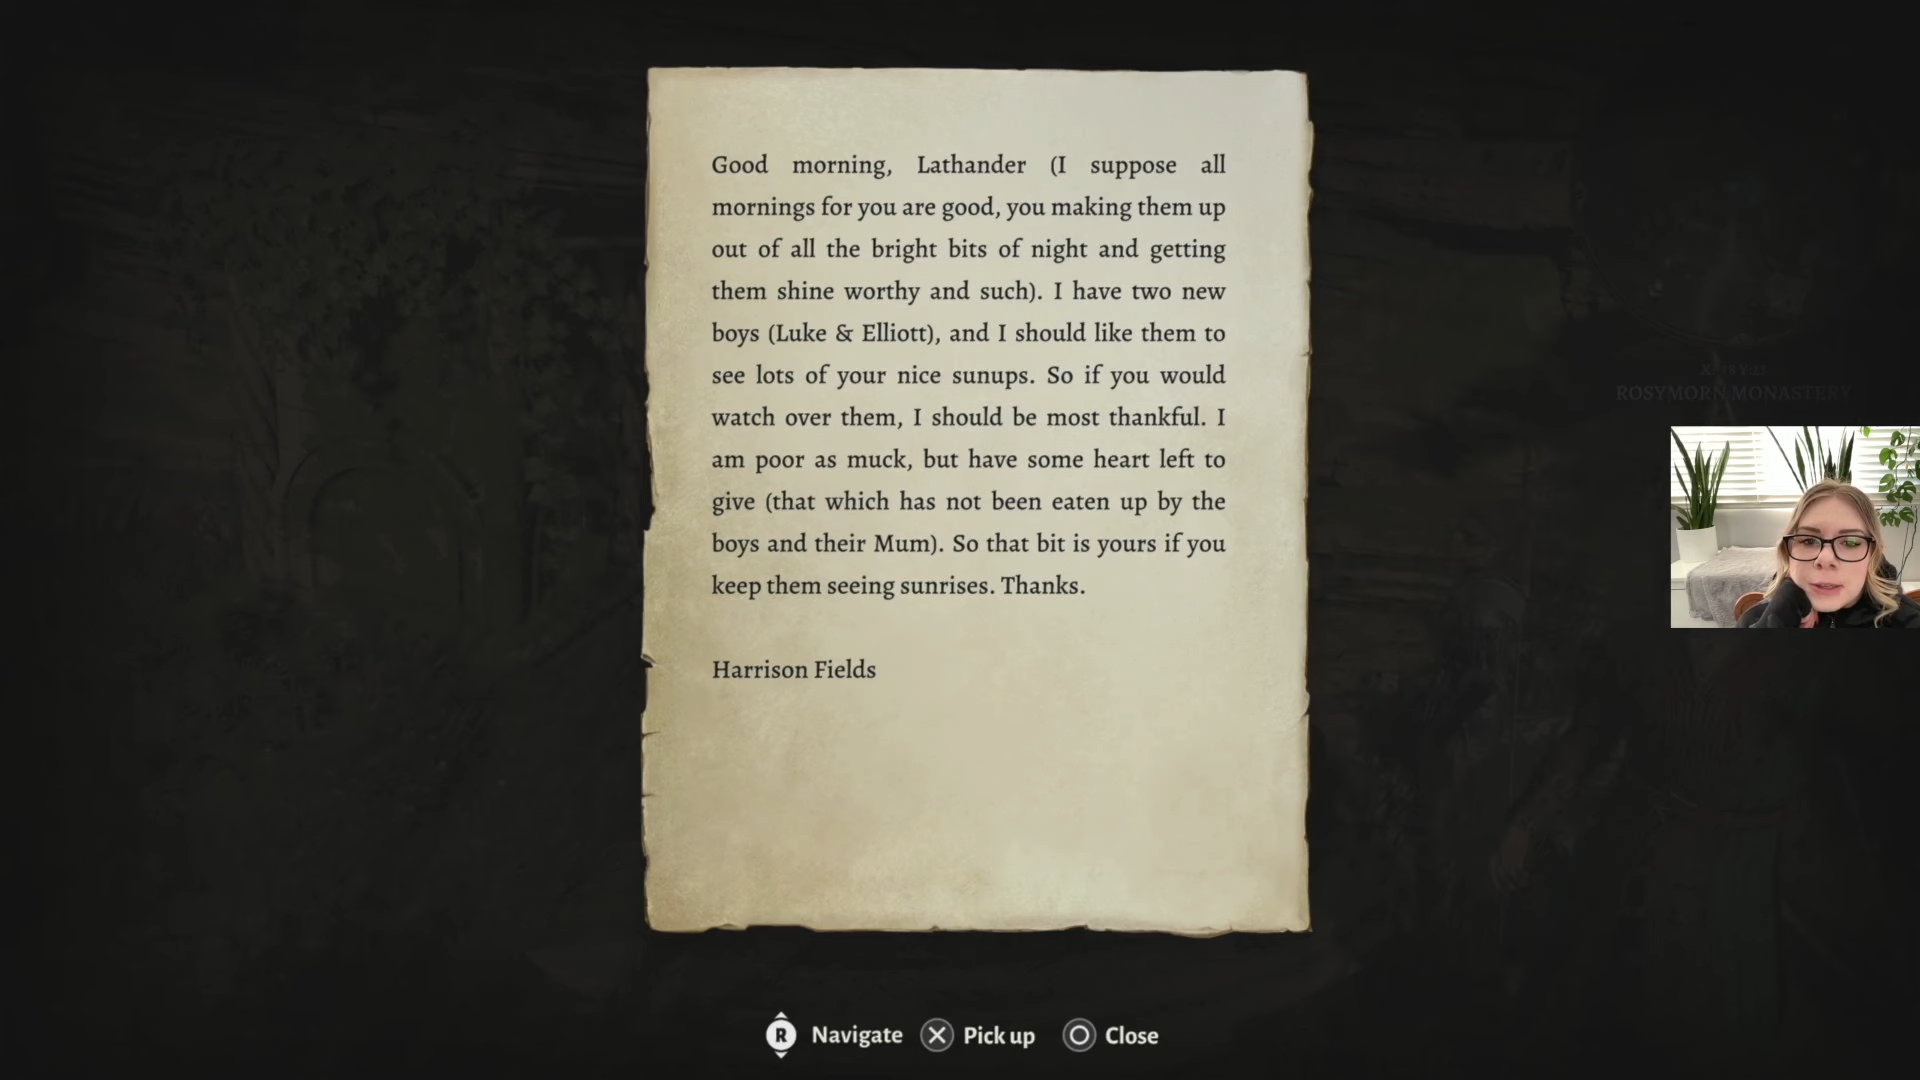 Good morning, Lathander (I suppose all
mornings for you are good, you making them up
out of all the bright bits of night and getting
them shine worthy and such). I have two new
boys (Luke & Elliott), and I should like them to
see lots of your nice sunups. So if you would
watch over them, I should be most thankful. I
am poor as muck, but have some heart left to
give (that which has not been eaten up by the
boys and their Mum). So that bit is yours if you
keep them seeing sunrises. Thanks.
Harrison Fields
ROSYMORN MONASTERY
R Navigate Pick up Close